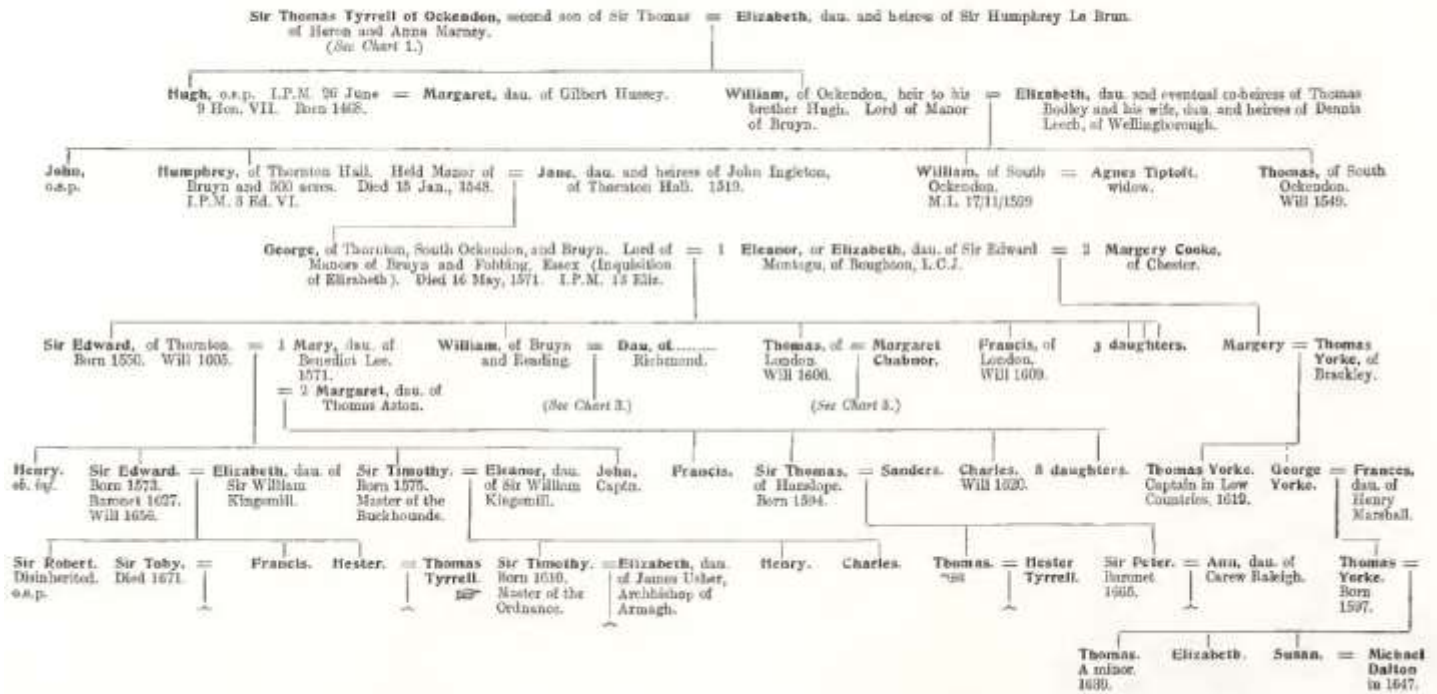 Sir Thomas Tyrrell of Ockendon, second son of Sir Thomas = Elizabeth, dau. and heiress of Sir Humphrey Le Brun.
of Heron and Anna Marney.
(See Chart 1.)
Hugh, o.s.p. I.P.M. 26 June = Margaret, dau. of Gilbert Hussey.
9 Hen. VII. Born 1468.
William, of Ockendon, heir to his =
brother Hugh. Lord of Manor
of Bruyn.
Elizabeth, dau. and eventual co-heiress of Thomas
Bodley and his wife, dau. and heiress of Dennis
Leech, of Wellingborough.
John,
o.s.p.
Humphrey, of Thornton Hall. Held Manor of =
Bruyn and 500 acres. Died 15 Jan., 1548.
I.P.M. 3 Ed. VI.
Jane, dau. and heiress of John Ingleton,
of Thornton Hall. 1519.
William, of South =
Ockendon.
M.L. 17/11/1539
Agnes Tiptoft,
widow.
Thomas, of South
Ockendon.
Will 1549.
George, of Thornton, South Ockendon, and Bruyn. Lord of = 1
Manors of Bruyn and Fobbing, Essex (Inquisition
of Elizabeth). Died 16 May, 1571. I.P.M. 13 Eliz.
Eleanor, or Elizabeth, dau. of Sir Edward = 2
Montagu, of Boughton, L.C.J.
Margery Cooke,
of Chester.
Sir Edward, of Thornton. =
Born 1550. Will 1605.
1 Mary, dau. of
Benedict Lee.
1571.
= 2 Margaret, dau. of
Thomas Aston.
William, of Bruyn =
and Reading.
Dau. of........
Richmond.
(See Chart 3.)
Thomas, of =
London.
Will 1606.
Margaret
Chabnor.
(See Chart 3.)
Francis, of
London.
Will 1609.
3 daughters.
Margery =
Thomas
Yorke, of
Brackley.
Henry.
ob. inf.
Sir Edward. =
Born 1573.
Baronet 1627.
Will 1656.
Elizabeth, dau. of
Sir William
Kingsmill.
Sir Timothy. =
Born 1575.
Master of the
Buckhounds.
Eleanor, dau.
of Sir William
Kingsmill.
John,
Captn.
Francis.
Sir Thomas, =
of Hanslope.
Born 1594.
Sanders.
Charles.
Will 1620.
8 daughters.
Thomas Yorke.
Captain in Low
Countries, 1619.
George =
Yorke.
Frances,
dau. of
Henry
Marshall.
Sir Robert.
Disinherited.
o.s.p.
Sir Toby. =
Died 1671.
Francis.
Hester. =
Thomas
Tyrrell.
Sir Timothy. =
Born 1610.
Master of the
Ordnance.
Elizabeth, dau.
of James Usher,
Archbishop of
Armagh.
Henry.
Charles.
Thomas. =
Hester
Tyrrell.
Sir Peter. =
Baronet
1665.
Ann, dau. of
Carew Raleigh.
Thomas =
Yorke.
Born
1597.
Thomas.
A minor.
1639.
Elizabeth.
Susan. =
Michael
Dalton
in 1647.